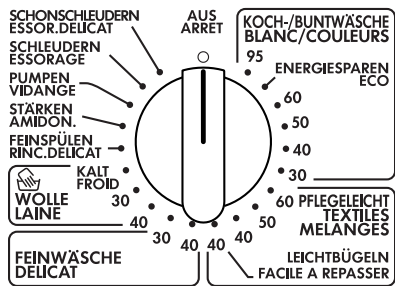 SCHONSCHLEUDERN
ESSOR.DELICAT
SCHLEUDERN
ESSORAGE
PUMPEN
VIDANGE
STÄRKEN
AMIDON.
FEINSPÜLEN
RINC.DELICAT
AUS
ARRET
KOCH-/BUNTWÄSCHE
BLANC/COULEURS
95
ENERGIESPAREN
ECO
60
50
40
30
60 PFLEGELEICHT
TEXTILES
MELANGES
50
40
40
LEICHTBÜGELN
FACILE A REPASSER
KALT
FROID
WOLLE
LAINE
30
40
30
40
FEINWÄSCHE
DELICAT